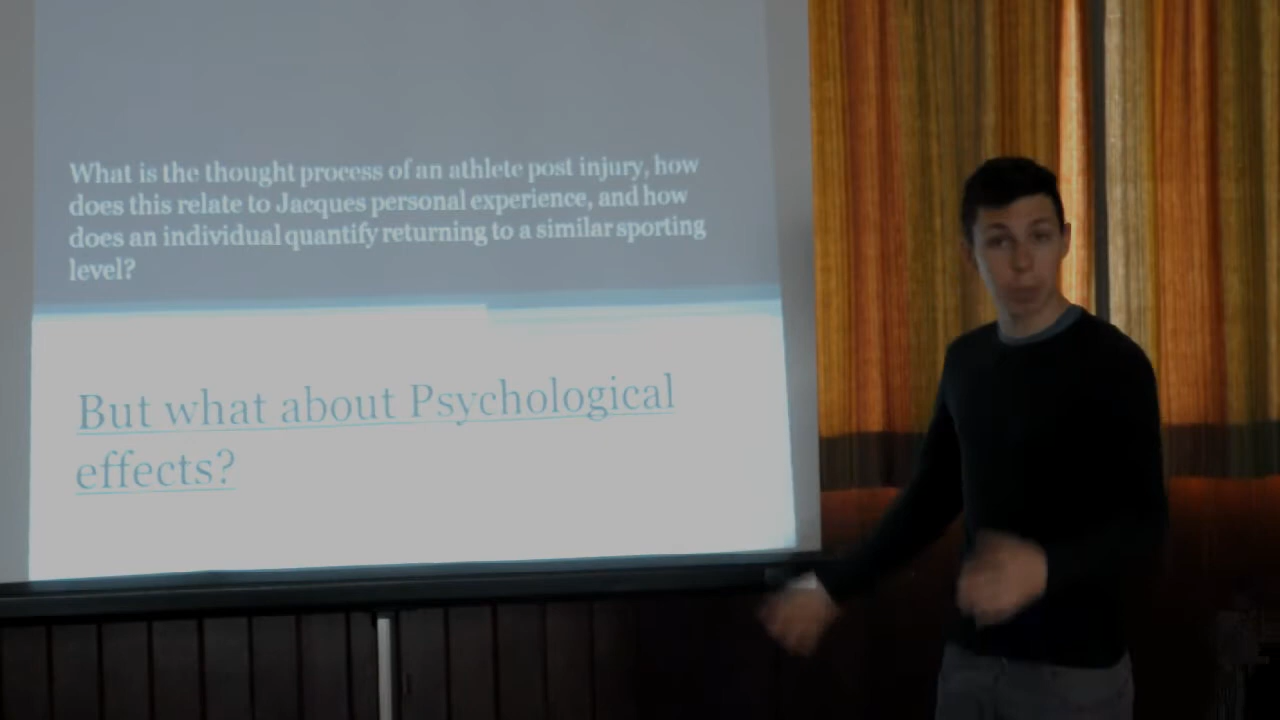 What is the thought process of an athlete post injury, how
does this relate to Jacques personal experience, and how
does an individual quantify returning to a similar sporting
level?
But what about Psychological
effects?